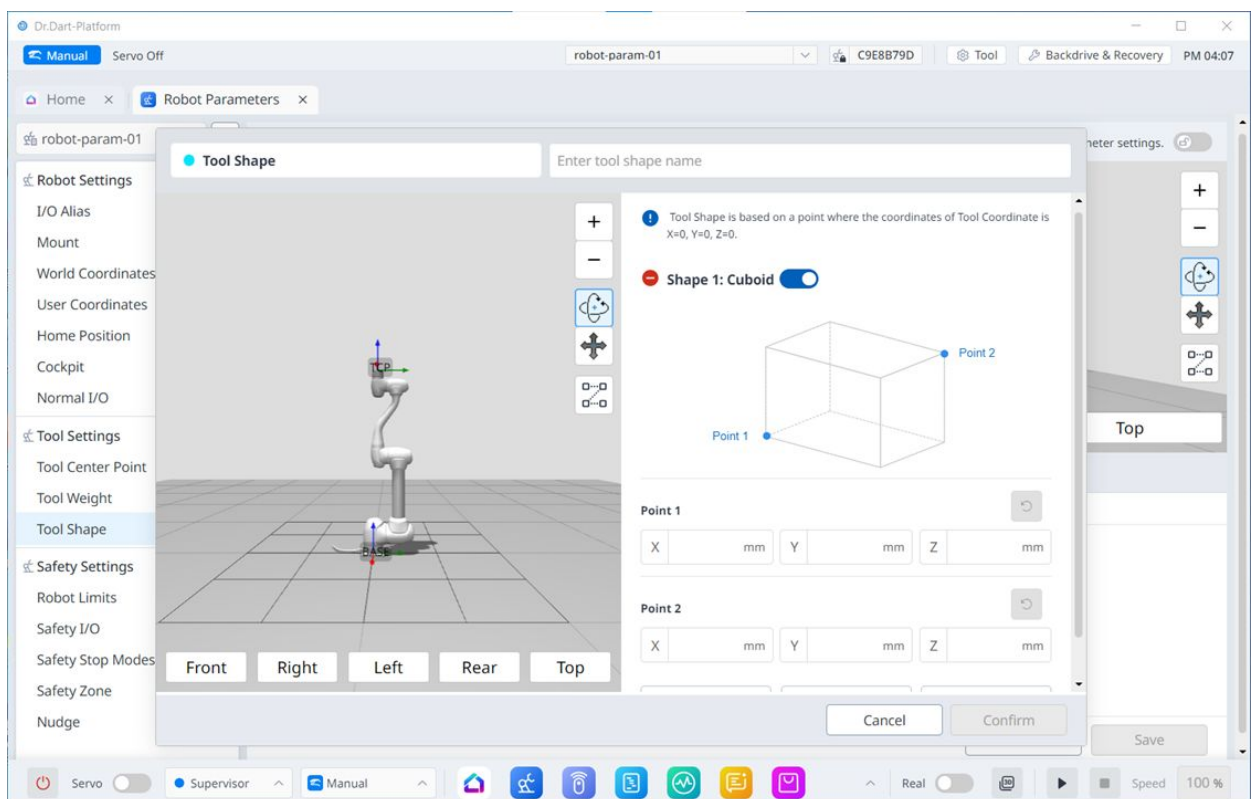 Dr.Dart-Platform
Manual Servo Off robot-param-01 C9E8B79D Tool Backdrive & Recovery PM 04:07
Home Robot Parameters
robot-param-01
Tool Shape Enter tool shape name
meter settings.
Robot Settings
I/O Alias
Mount
World Coordinates
User Coordinates
Home Position
Cockpit
Normal I/O
Tool Settings
Tool Center Point
Tool Weight
Tool Shape
Safety Settings
Robot Limits
Safety I/O
Safety Stop Modes
Safety Zone
Nudge
TCP
BASE
Front Right Left Rear Top
Tool Shape is based on a point where the coordinates of Tool Coordinate is
X=0, Y=0, Z=0.
Shape 1: Cuboid
Point 2
Point 1
Point 1
X mm Y mm Z mm
Point 2
X mm Y mm Z mm
Cancel Confirm
Top
Save
Servo Supervisor Manual Real 3D Speed 100 %